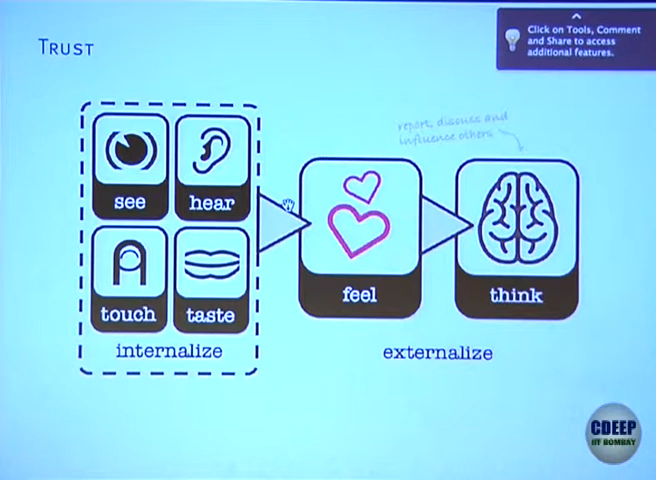 TRUST
Click on Tools, Comment
and Share to access
additional features.
report, discuss and
influence others
see
hear
touch
taste
internalize
feel
think
externalize
CDEEP
IIT BOMBAY